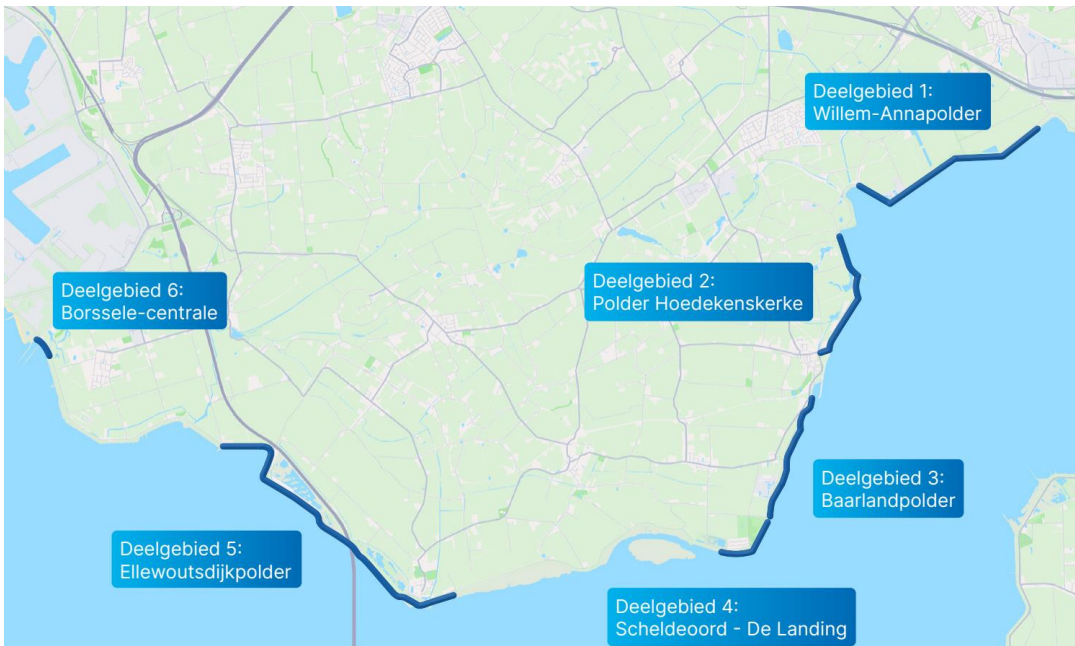 Deelgebied 1:
Willem-Annapolder
Deelgebied 2:
Polder Hoedekenskerke
Deelgebied 6:
Borssele-centrale
Deelgebied 3:
Baarlandpolder
Deelgebied 5:
Ellewoutsdijkpolder
Deelgebied 4:
Scheldeoord - De Landing